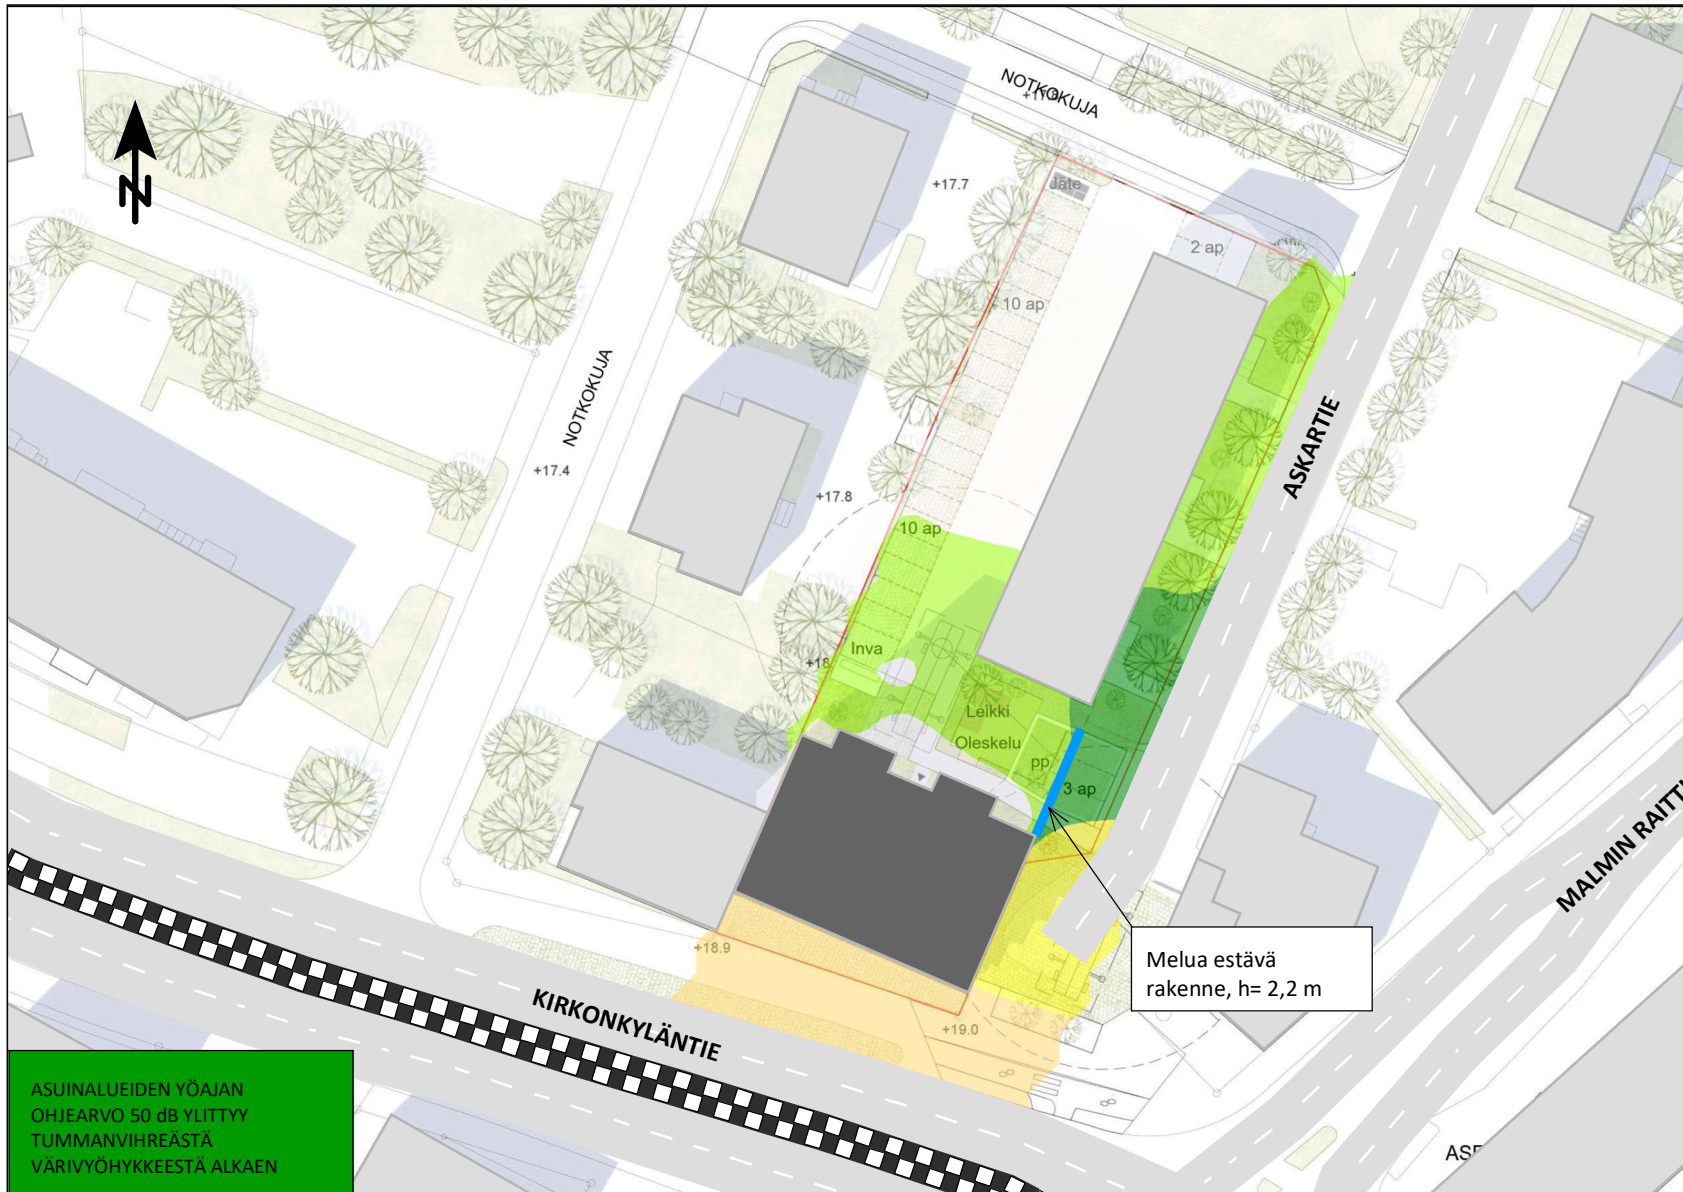 NOTKOKUJA
N
+17.7
Jäte
2 ap
10 ap
NOTKOKUJA
ASKARTIE
+17.4
+17.8
10 ap
Inva
+18
Leikki
Oleskelu
pp
3 ap
MALMIN RAITTI
+18.9
Melua estävä
rakenne, h= 2,2 m
KIRKONKYLÄNTIE
+19.0
ASUINALUEIDEN YÖAJAN
OHJEARVO 50 dB YLITTYY
TUMMANVIHREÄSTÄ
VÄRIVYÖHYKKEESTÄ ALKAEN